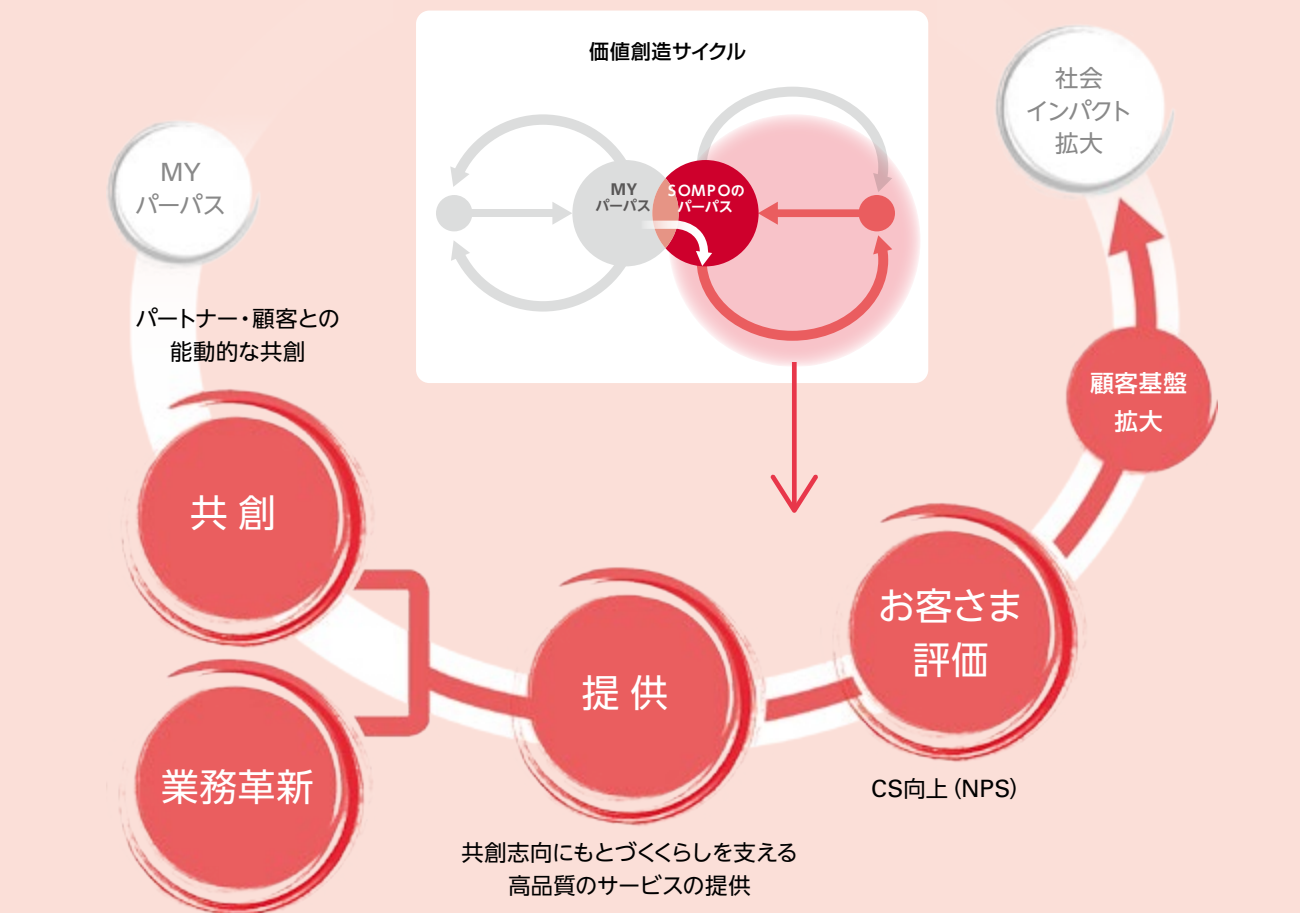 価値創造サイクル
MY
パーパス
SOMPOの
パーパス
社会
インパクト
拡大
MY
パーパス
パートナー・顧客との
能動的な共創
顧客基盤
拡大
共 創
お客さま
評価
提 供
業務革新
CS向上（NPS）
共創志向にもとづくくらしを支える
高品質のサービスの提供